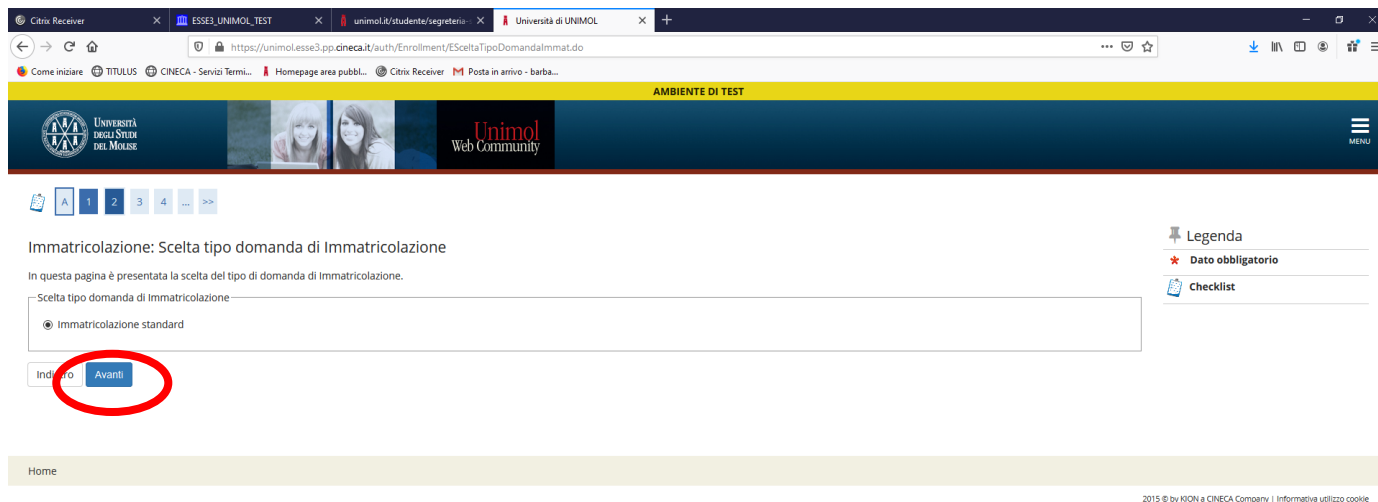 Citrix Receiver
ESSE3_UNIMOL_TEST
unimol.it/studente/segreteria-s
Università di UNIMOL
https://unimol.esse3.pp.cineca.it/auth/Enrollment/ESceltaTipoDomandaImmat.do
Come iniziare TITULUS CINECA - Servizi Termi... Homepage area pubbl... Citrix Receiver Posta in arrivo - barba...
AMBIENTE DI TEST
UNIVERSITÀ
DEGLI STUDI
DEL MOLISE
Unimol
Web Community
MENU
A 1 2 3 4 ... >>
Immatricolazione: Scelta tipo domanda di Immatricolazione
In questa pagina è presentata la scelta del tipo di domanda di Immatricolazione.
Scelta tipo domanda di Immatricolazione
Immatricolazione standard
Indietro Avanti
Legenda
Dato obbligatorio
Checklist
Home
2015 © by KION a CINECA Company | Informativa utilizzo cookie